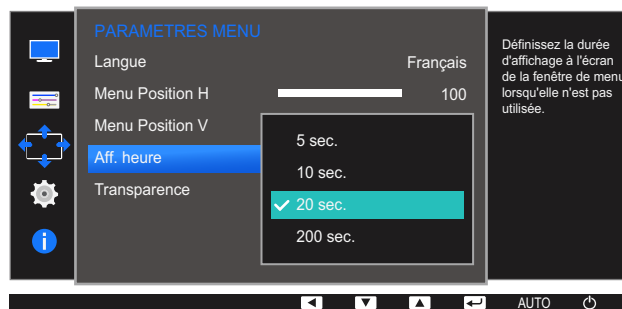 PARAMETRES MENU
Langue Français
Menu Position H 100
Menu Position V
Aff. heure
Transparence
5 sec.
10 sec.
20 sec.
200 sec.
Définissez la durée
d'affichage à l'écran
de la fenêtre de menu
lorsqu'elle n'est pas
utilisée.
i
AUTO